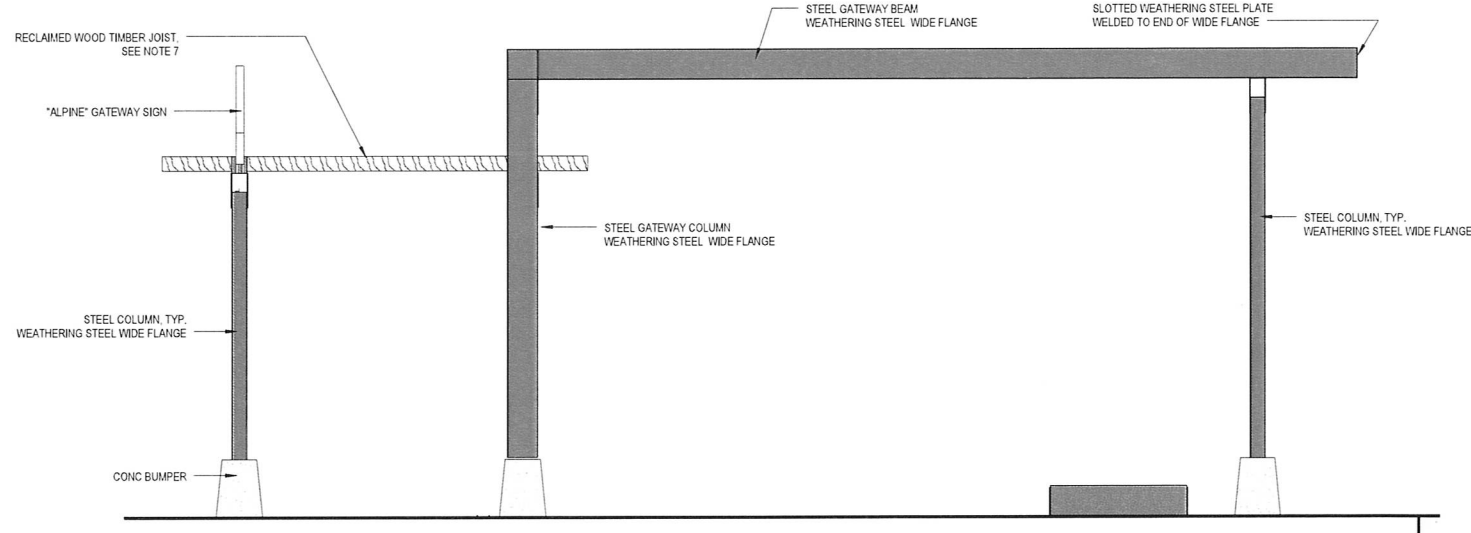 STEEL GATEWAY BEAM
WEATHERING STEEL WIDE FLANGE
SLOTTED WEATHERING STEEL PLATE
WELDED TO END OF WIDE FLANGE
RECLAIMED WOOD TIMBER JOIST,
SEE NOTE 7
"ALPINE" GATEWAY SIGN
STEEL GATEWAY COLUMN
WEATHERING STEEL WIDE FLANGE
STEEL COLUMN, TYP.
WEATHERING STEEL WIDE FLANGE
STEEL COLUMN, TYP.
WEATHERING STEEL WIDE FLANGE
CONC BUMPER